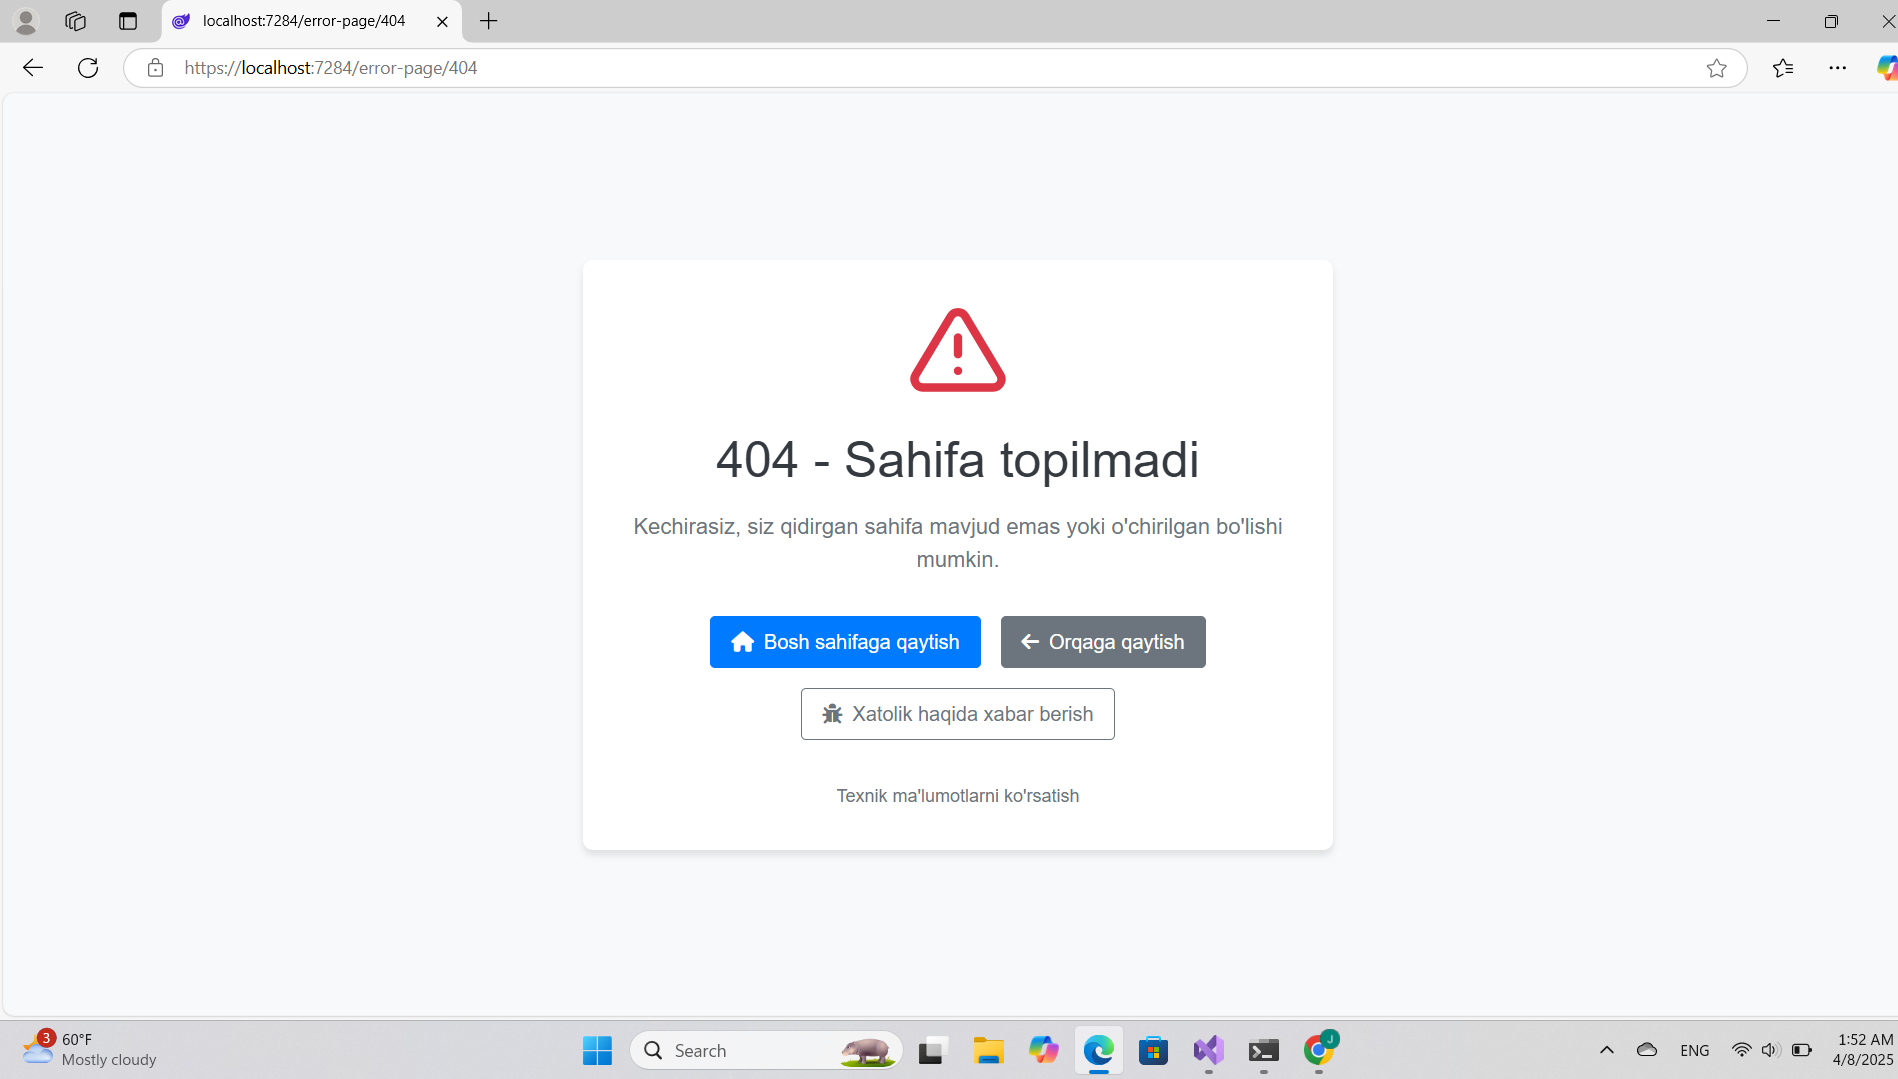 localhost:7284/error-page/404
https://localhost:7284/error-page/404
404 - Sahifa topilmadi
Kechirasiz, siz qidirgan sahifa mavjud emas yoki o'chirilgan bo'lishi
mumkin.
Bosh sahifaga qaytish
Orqaga qaytish
Xatolik haqida xabar berish
Texnik ma'lumotlarni ko'rsatish
3
60°F
Mostly cloudy
Search
J
ENG
1:52 AM
4/8/2025